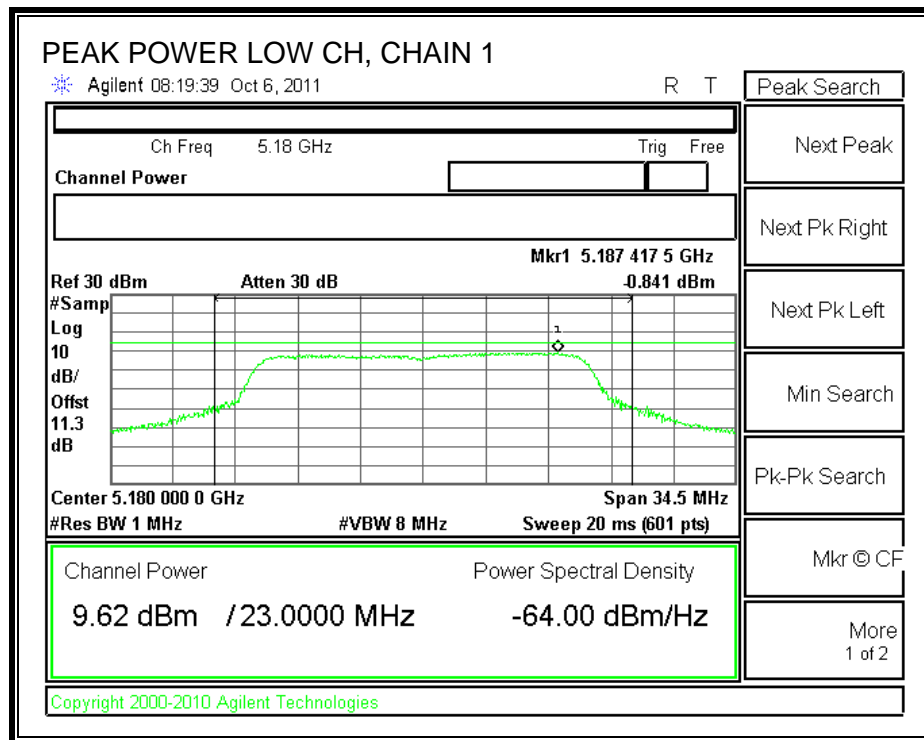 PEAK POWER LOW CH, CHAIN 1
Agilent 08:19:39 Oct 6, 2011 R T
Peak Search
Ch Freq 5.18 GHz Trig Free
Channel Power
Next Peak
Next Pk Right
Mkr1 5.187 417 5 GHz
Ref 30 dBm Atten 30 dB -0.841 dBm
#Samp
Log
10
dB/
Offst
11.3
dB
1
Next Pk Left
Min Search
Pk-Pk Search
Center 5.180 000 0 GHz Span 34.5 MHz
#Res BW 1 MHz #VBW 8 MHz Sweep 20 ms (601 pts)
Channel Power Power Spectral Density
9.62 dBm / 23.0000 MHz -64.00 dBm/Hz
Mkr © CF
More
1 of 2
Copyright 2000-2010 Agilent Technologies